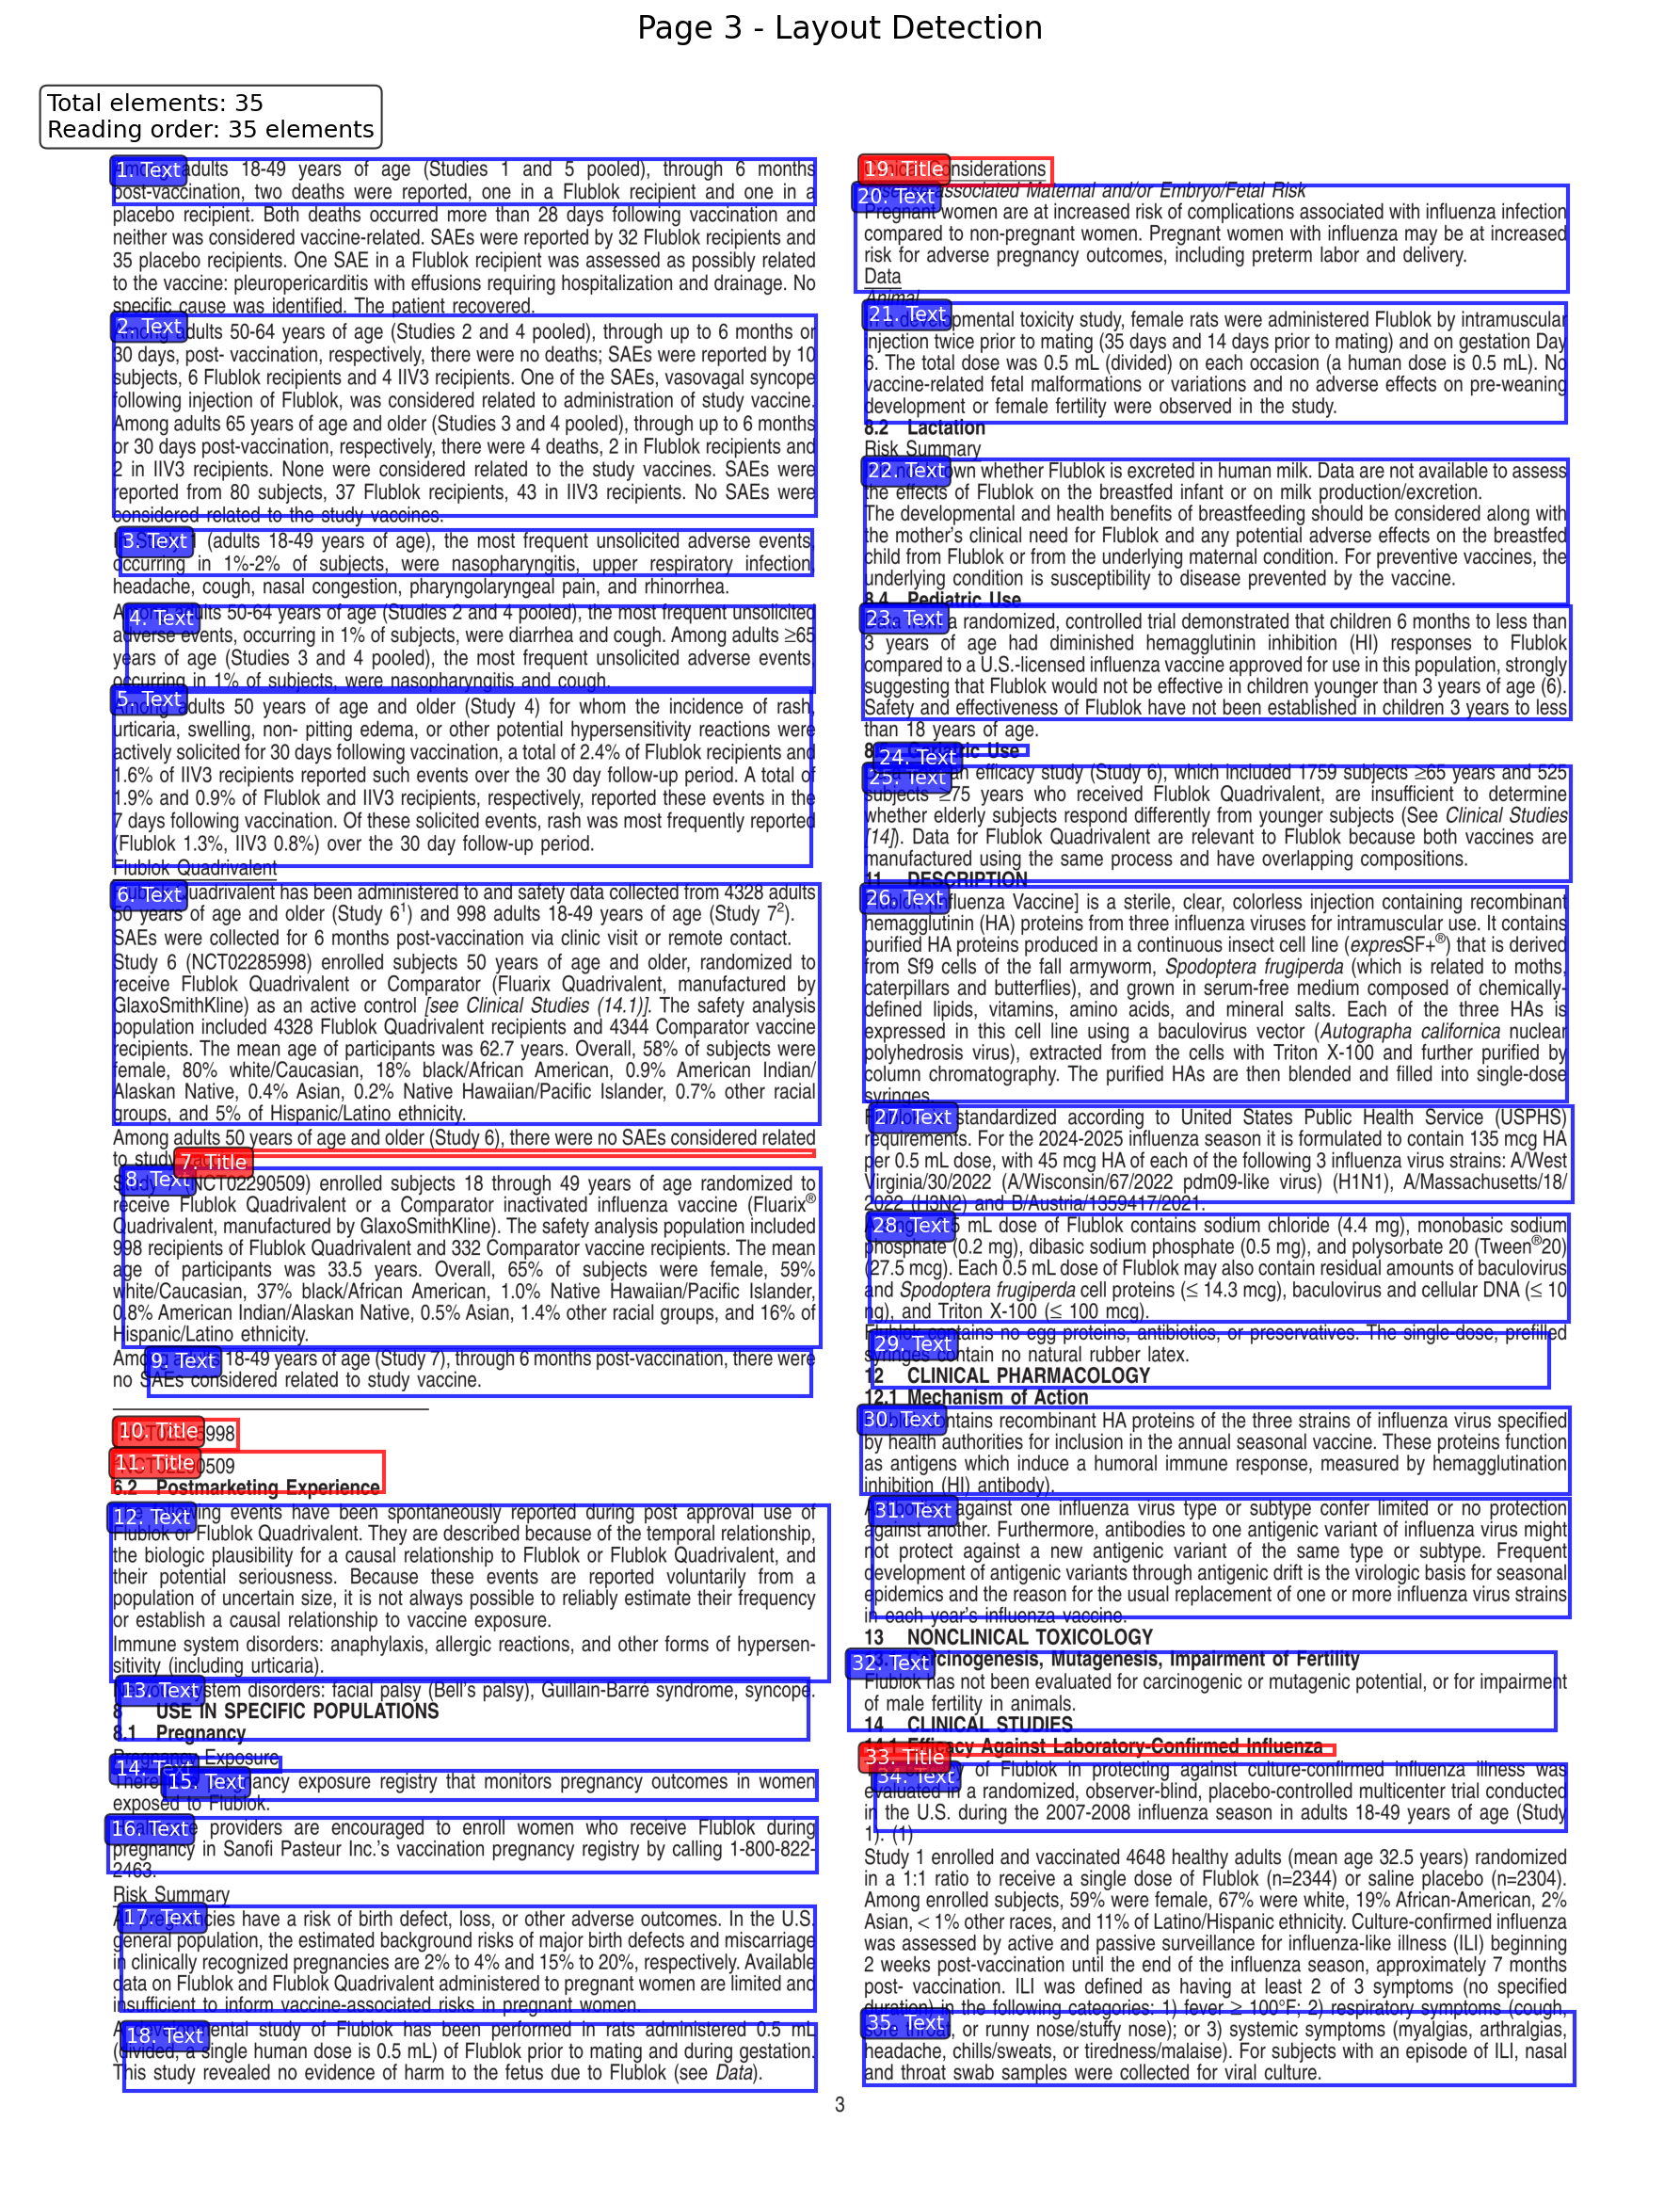 Page 3 - Layout Detection
Total elements: 35
Reading order: 35 elements
1. Text adults 18-49 years of age (Studies 1 and 5 pooled), through 6 months
post-vaccination, two deaths were reported, one in a Flublok recipient and one in a
placebo recipient. Both deaths occurred more than 28 days following vaccination and
neither was considered vaccine-related. SAEs were reported by 32 Flublok recipients and
35 placebo recipients. One SAE in a Flublok recipient was assessed as possibly related
to the vaccine: pleuropericarditis with effusions requiring hospitalization and drainage. No
specific cause was identified. The patient recovered.
2. Text adults 50-64 years of age (Studies 2 and 4 pooled), through up to 6 months or
30 days, post- vaccination, respectively, there were no deaths; SAEs were reported by 10
subjects, 6 Flublok recipients and 4 IIV3 recipients. One of the SAEs, vasovagal syncope
following injection of Flublok, was considered related to administration of study vaccine.
Among adults 65 years of age and older (Studies 3 and 4 pooled), through up to 6 months
or 30 days post-vaccination, respectively, there were 4 deaths, 2 in Flublok recipients and
2 in IIV3 recipients. None were considered related to the study vaccines. SAEs were
reported from 80 subjects, 37 Flublok recipients, 43 in IIV3 recipients. No SAEs were
considered related to the study vaccines.
3. Text (adults 18-49 years of age), the most frequent unsolicited adverse events,
occurring in 1%-2% of subjects, were nasopharyngitis, upper respiratory infection,
headache, cough, nasal congestion, pharyngolaryngeal pain, and rhinorrhea.
4. Text adults 50-64 years of age (Studies 2 and 4 pooled), the most frequent unsolicited
adverse events, occurring in 1% of subjects, were diarrhea and cough. Among adults ≥65
years of age (Studies 3 and 4 pooled), the most frequent unsolicited adverse events,
occurring in 1% of subjects, were nasopharyngitis and cough.
5. Text adults 50 years of age and older (Study 4) for whom the incidence of rash,
urticaria, swelling, non- pitting edema, or other potential hypersensitivity reactions were
actively solicited for 30 days following vaccination, a total of 2.4% of Flublok recipients and
1.6% of IIV3 recipients reported such events over the 30 day follow-up period. A total of
1.9% and 0.9% of Flublok and IIV3 recipients, respectively, reported these events in the
7 days following vaccination. Of these solicited events, rash was most frequently reported
(Flublok 1.3%, IIV3 0.8%) over the 30 day follow-up period.
Flublok Quadrivalent
6. Text Quadrivalent has been administered to and safety data collected from 4328 adults
50 years of age and older (Study 6¹) and 998 adults 18-49 years of age (Study 7²).
SAEs were collected for 6 months post-vaccination via clinic visit or remote contact.
Study 6 (NCT02285998) enrolled subjects 50 years of age and older, randomized to
receive Flublok Quadrivalent or Comparator (Fluarix Quadrivalent, manufactured by
GlaxoSmithKline) as an active control [see Clinical Studies (14.1)]. The safety analysis
population included 4328 Flublok Quadrivalent recipients and 4344 Comparator vaccine
recipients. The mean age of participants was 62.7 years. Overall, 58% of subjects were
female, 80% white/Caucasian, 18% black/African American, 0.9% American Indian/
Alaskan Native, 0.4% Asian, 0.2% Native Hawaiian/Pacific Islander, 0.7% other racial
groups, and 5% of Hispanic/Latino ethnicity.
Among adults 50 years of age and older (Study 6), there were no SAEs considered related
to study 7. Title
8. Text (NCT02290509) enrolled subjects 18 through 49 years of age randomized to
receive Flublok Quadrivalent or a Comparator inactivated influenza vaccine (Fluarix®
Quadrivalent, manufactured by GlaxoSmithKline). The safety analysis population included
998 recipients of Flublok Quadrivalent and 332 Comparator vaccine recipients. The mean
age of participants was 33.5 years. Overall, 65% of subjects were female, 59%
white/Caucasian, 37% black/African American, 1.0% Native Hawaiian/Pacific Islander,
0.8% American Indian/Alaskan Native, 0.5% Asian, 1.4% other racial groups, and 16% of
Hispanic/Latino ethnicity.
Among 9. Text 18-49 years of age (Study 7), through 6 months post-vaccination, there were
no SAEs considered related to study vaccine.
10. Title
11. Title
6.2 Postmarketing Experience
12. Text events have been spontaneously reported during post approval use of
Flublok or Flublok Quadrivalent. They are described because of the temporal relationship,
the biologic plausibility for a causal relationship to Flublok or Flublok Quadrivalent, and
their potential seriousness. Because these events are reported voluntarily from a
population of uncertain size, it is not always possible to reliably estimate their frequency
or establish a causal relationship to vaccine exposure.
Immune system disorders: anaphylaxis, allergic reactions, and other forms of hypersen-
sitivity (including urticaria).
13. Text system disorders: facial palsy (Bell's palsy), Guillain-Barré syndrome, syncope.
8 USE IN SPECIFIC POPULATIONS
8.1 Pregnancy
Pregnancy Exposure
14. Text
15. Text pregnancy exposure registry that monitors pregnancy outcomes in women
exposed to Flublok.
16. Text providers are encouraged to enroll women who receive Flublok during
pregnancy in Sanofi Pasteur Inc.'s vaccination pregnancy registry by calling 1-800-822-
2463.
Risk Summary
17. Text pregnancies have a risk of birth defect, loss, or other adverse outcomes. In the U.S.
general population, the estimated background risks of major birth defects and miscarriage
in clinically recognized pregnancies are 2% to 4% and 15% to 20%, respectively. Available
data on Flublok and Flublok Quadrivalent administered to pregnant women are limited and
insufficient to inform vaccine-associated risks in pregnant women.
18. Text developmental study of Flublok has been performed in rats administered 0.5 mL
(divided, a single human dose is 0.5 mL) of Flublok prior to mating and during gestation.
This study revealed no evidence of harm to the fetus due to Flublok (see Data).
19. Title Considerations
associated Maternal and/or Embryo/Fetal Risk
20. Text
Pregnant women are at increased risk of complications associated with influenza infection
compared to non-pregnant women. Pregnant women with influenza may be at increased
risk for adverse pregnancy outcomes, including preterm labor and delivery.
Data
Animal
21. Text developmental toxicity study, female rats were administered Flublok by intramuscular
injection twice prior to mating (35 days and 14 days prior to mating) and on gestation Day
6. The total dose was 0.5 mL (divided) on each occasion (a human dose is 0.5 mL). No
vaccine-related fetal malformations or variations and no adverse effects on pre-weaning
development or female fertility were observed in the study.
8.2 Lactation
Risk Summary
22. Text known whether Flublok is excreted in human milk. Data are not available to assess
the effects of Flublok on the breastfed infant or on milk production/excretion.
The developmental and health benefits of breastfeeding should be considered along with
the mother's clinical need for Flublok and any potential adverse effects on the breastfed
child from Flublok or from the underlying maternal condition. For preventive vaccines, the
underlying condition is susceptibility to disease prevented by the vaccine.
8.4 Pediatric Use
23. Text a randomized, controlled trial demonstrated that children 6 months to less than
3 years of age had diminished hemagglutinin inhibition (HI) responses to Flublok
compared to a U.S.-licensed influenza vaccine approved for use in this population, strongly
suggesting that Flublok would not be effective in children younger than 3 years of age (6).
Safety and effectiveness of Flublok have not been established in children 3 years to less
than 18 years of age.
24. Text Geriatric Use
25. Text an efficacy study (Study 6), which included 1759 subjects ≥65 years and 525
subjects ≥75 years who received Flublok Quadrivalent, are insufficient to determine
whether elderly subjects respond differently from younger subjects (See Clinical Studies
[14]). Data for Flublok Quadrivalent are relevant to Flublok because both vaccines are
manufactured using the same process and have overlapping compositions.
11 DESCRIPTION
26. Text [Influenza Vaccine] is a sterile, clear, colorless injection containing recombinant
hemagglutinin (HA) proteins from three influenza viruses for intramuscular use. It contains
purified HA proteins produced in a continuous insect cell line (expresSF+®) that is derived
from Sf9 cells of the fall armyworm, Spodoptera frugiperda (which is related to moths,
caterpillars and butterflies), and grown in serum-free medium composed of chemically-
defined lipids, vitamins, amino acids, and mineral salts. Each of the three HAs is
expressed in this cell line using a baculovirus vector (Autographa californica nuclear
polyhedrosis virus), extracted from the cells with Triton X-100 and further purified by
column chromatography. The purified HAs are then blended and filled into single-dose
syringes.
27. Text standardized according to United States Public Health Service (USPHS)
requirements. For the 2024-2025 influenza season it is formulated to contain 135 mcg HA
per 0.5 mL dose, with 45 mcg HA of each of the following 3 influenza virus strains: A/West
Virginia/30/2022 (A/Wisconsin/67/2022 pdm09-like virus) (H1N1), A/Massachusetts/18/
2022 (H3N2) and B/Austria/1359417/2021.
28. Text mL dose of Flublok contains sodium chloride (4.4 mg), monobasic sodium
phosphate (0.2 mg), dibasic sodium phosphate (0.5 mg), and polysorbate 20 (Tween®20)
(27.5 mcg). Each 0.5 mL dose of Flublok may also contain residual amounts of baculovirus
and Spodoptera frugiperda cell proteins (≤ 14.3 mcg), baculovirus and cellular DNA (≤ 10
ng), and Triton X-100 (≤ 100 mcg).
Flublok contains no egg proteins, antibiotics, or preservatives. The single-dose, prefilled
29. Text
syringes contain no natural rubber latex.
12 CLINICAL PHARMACOLOGY
12.1 Mechanism of Action
30. Text contains recombinant HA proteins of the three strains of influenza virus specified
by health authorities for inclusion in the annual seasonal vaccine. These proteins function
as antigens which induce a humoral immune response, measured by hemagglutination
inhibition (HI) antibody).
31. Text against one influenza virus type or subtype confer limited or no protection
against another. Furthermore, antibodies to one antigenic variant of influenza virus might
not protect against a new antigenic variant of the same type or subtype. Frequent
development of antigenic variants through antigenic drift is the virologic basis for seasonal
epidemics and the reason for the usual replacement of one or more influenza virus strains
in each year's influenza vaccine.
13 NONCLINICAL TOXICOLOGY
32. Text Carcinogenesis, Mutagenesis, Impairment of Fertility
Flublok has not been evaluated for carcinogenic or mutagenic potential, or for impairment
of male fertility in animals.
14 CLINICAL STUDIES
14.1 Efficacy Against Laboratory-Confirmed Influenza
33. Title
34. Text of Flublok in protecting against culture-confirmed influenza illness was
evaluated in a randomized, observer-blind, placebo-controlled multicenter trial conducted
in the U.S. during the 2007-2008 influenza season in adults 18-49 years of age (Study
1). (1)
Study 1 enrolled and vaccinated 4648 healthy adults (mean age 32.5 years) randomized
in a 1:1 ratio to receive a single dose of Flublok (n=2344) or saline placebo (n=2304).
Among enrolled subjects, 59% were female, 67% were white, 19% African-American, 2%
Asian, < 1% other races, and 11% of Latino/Hispanic ethnicity. Culture-confirmed influenza
was assessed by active and passive surveillance for influenza-like illness (ILI) beginning
2 weeks post-vaccination until the end of the influenza season, approximately 7 months
post- vaccination. ILI was defined as having at least 2 of 3 symptoms (no specified
duration) in the following categories: 1) fever ≥ 100°F; 2) respiratory symptoms (cough,
35. Text sore throat, or runny nose/stuffy nose); or 3) systemic symptoms (myalgias, arthralgias,
headache, chills/sweats, or tiredness/malaise). For subjects with an episode of ILI, nasal
and throat swab samples were collected for viral culture.
3